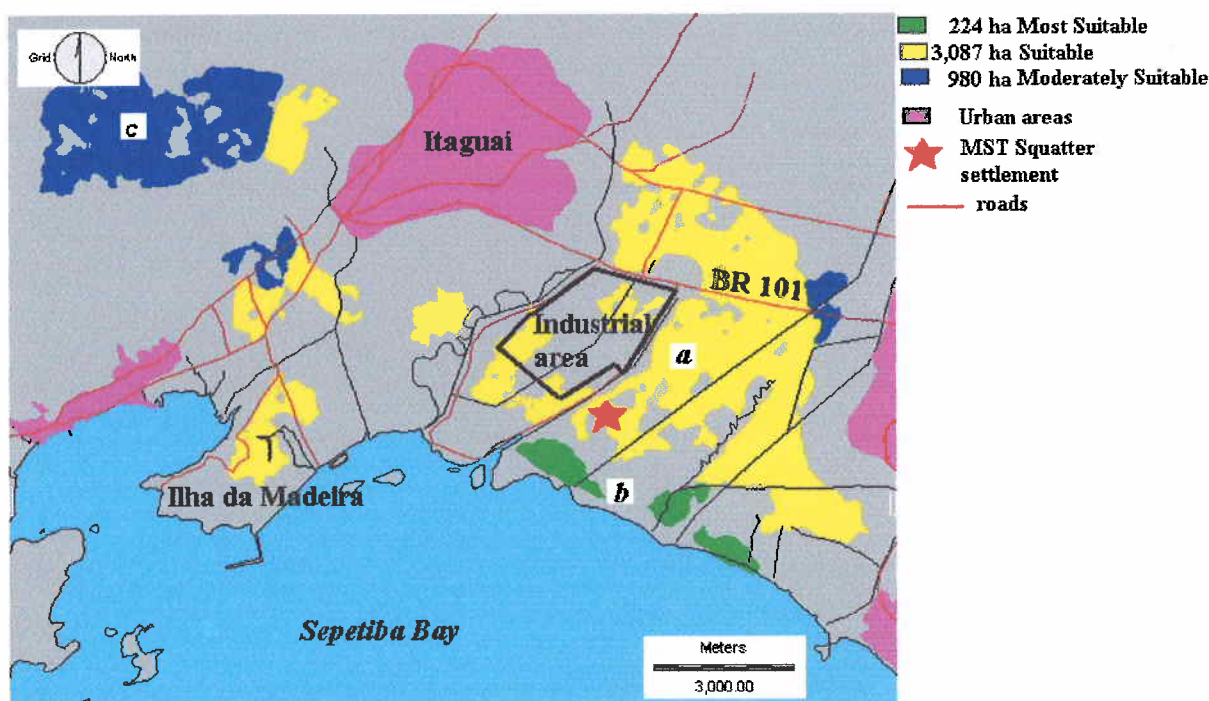 Grid North
c
Itaguai
BR 101
Industrial
area
a
b
Ilha da Madeira
Sepetiba Bay
Meters
3,000.00
224 ha Most Suitable
3,087 ha Suitable
980 ha Moderately Suitable
Urban areas
MST Squatter
settlement
roads